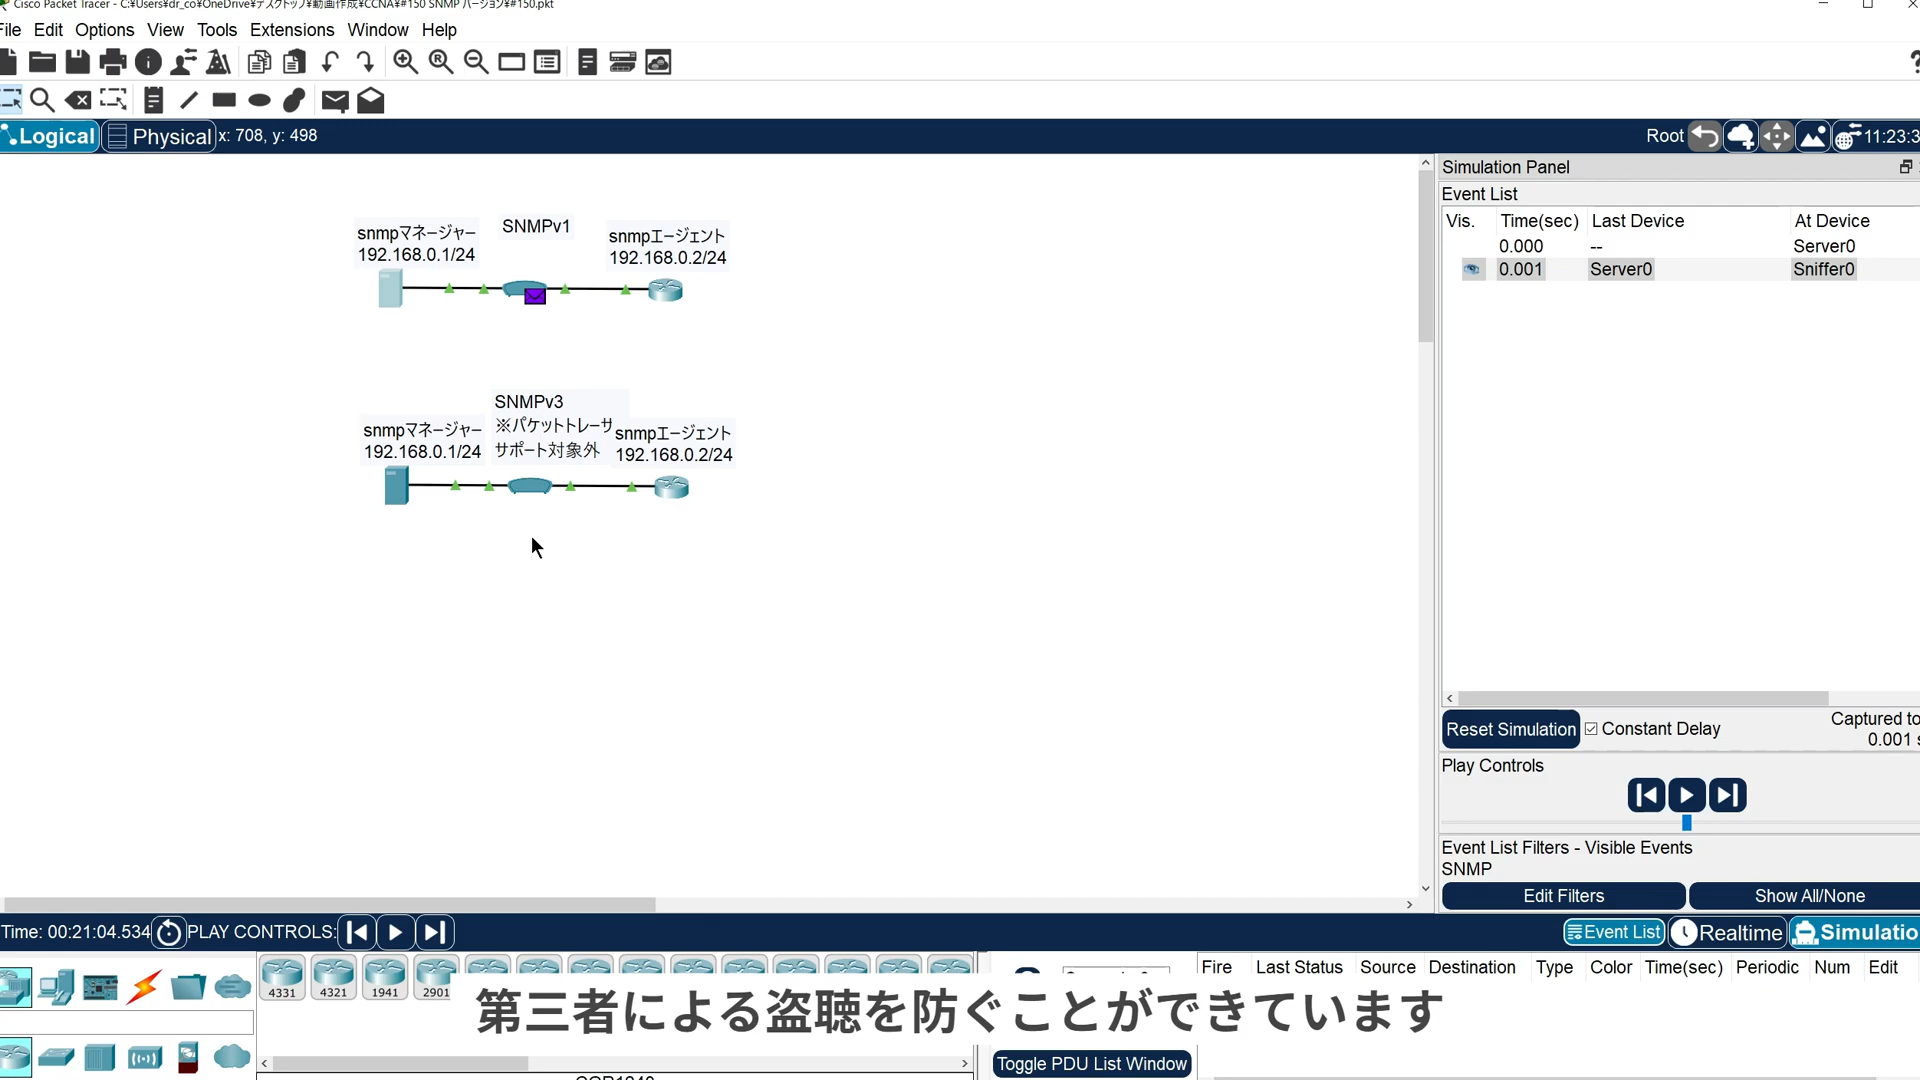 Cisco Packet Tracer - C:¥Users¥dr_co¥OneDrive¥デスクトップ¥動画作成¥CCNA¥#150 SNMP バージョン¥#150.pkt
File Edit Options View Tools Extensions Window Help
Logical Physical x: 708, y: 498 Root 11:23:3
Simulation Panel
Event List
Vis. Time(sec) Last Device At Device
0.000 -- Server0
0.001 Server0 Sniffer0
snmpマネージャー
192.168.0.1/24
SNMPv1
snmpエージェント
192.168.0.2/24
snmpマネージャー
192.168.0.1/24
SNMPv3
※パケットトレーサ
サポート対象外
snmpエージェント
192.168.0.2/24
Reset Simulation Constant Delay Captured to
0.001 s
Play Controls
Event List Filters - Visible Events
SNMP
Edit Filters Show All/None
Time: 00:21:04.534 PLAY CONTROLS: Event List Realtime Simulatio
4331 4321 1941 2901
Fire Last Status Source Destination Type Color Time(sec) Periodic Num Edit
第三者による盗聴を防ぐことができています
Toggle PDU List Window